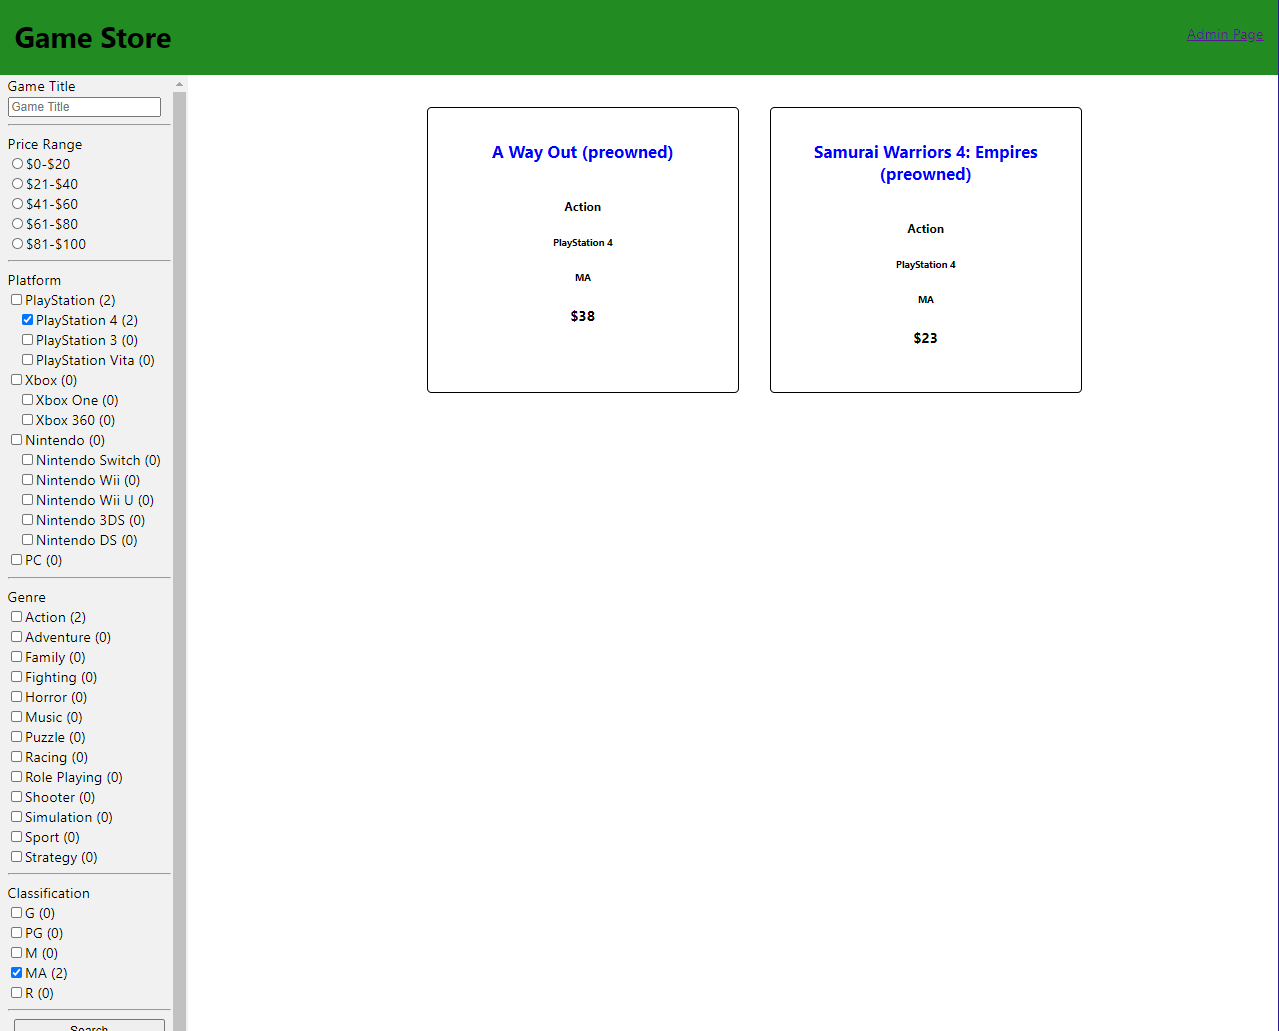 Game Store
Admin Page
Game Title
Game Title
Price Range
$0-$20
$21-$40
$41-$60
$61-$80
$81-$100
Platform
PlayStation (2)
PlayStation 4 (2)
PlayStation 3 (0)
PlayStation Vita (0)
Xbox (0)
Xbox One (0)
Xbox 360 (0)
Nintendo (0)
Nintendo Switch (0)
Nintendo Wii (0)
Nintendo Wii U (0)
Nintendo 3DS (0)
Nintendo DS (0)
PC (0)
Genre
Action (2)
Adventure (0)
Family (0)
Fighting (0)
Horror (0)
Music (0)
Puzzle (0)
Racing (0)
Role Playing (0)
Shooter (0)
Simulation (0)
Sport (0)
Strategy (0)
Classification
G (0)
PG (0)
M (0)
MA (2)
R (0)
Search
A Way Out (preowned)
Action
PlayStation 4
MA
$38
Samurai Warriors 4: Empires
(preowned)
Action
PlayStation 4
MA
$23